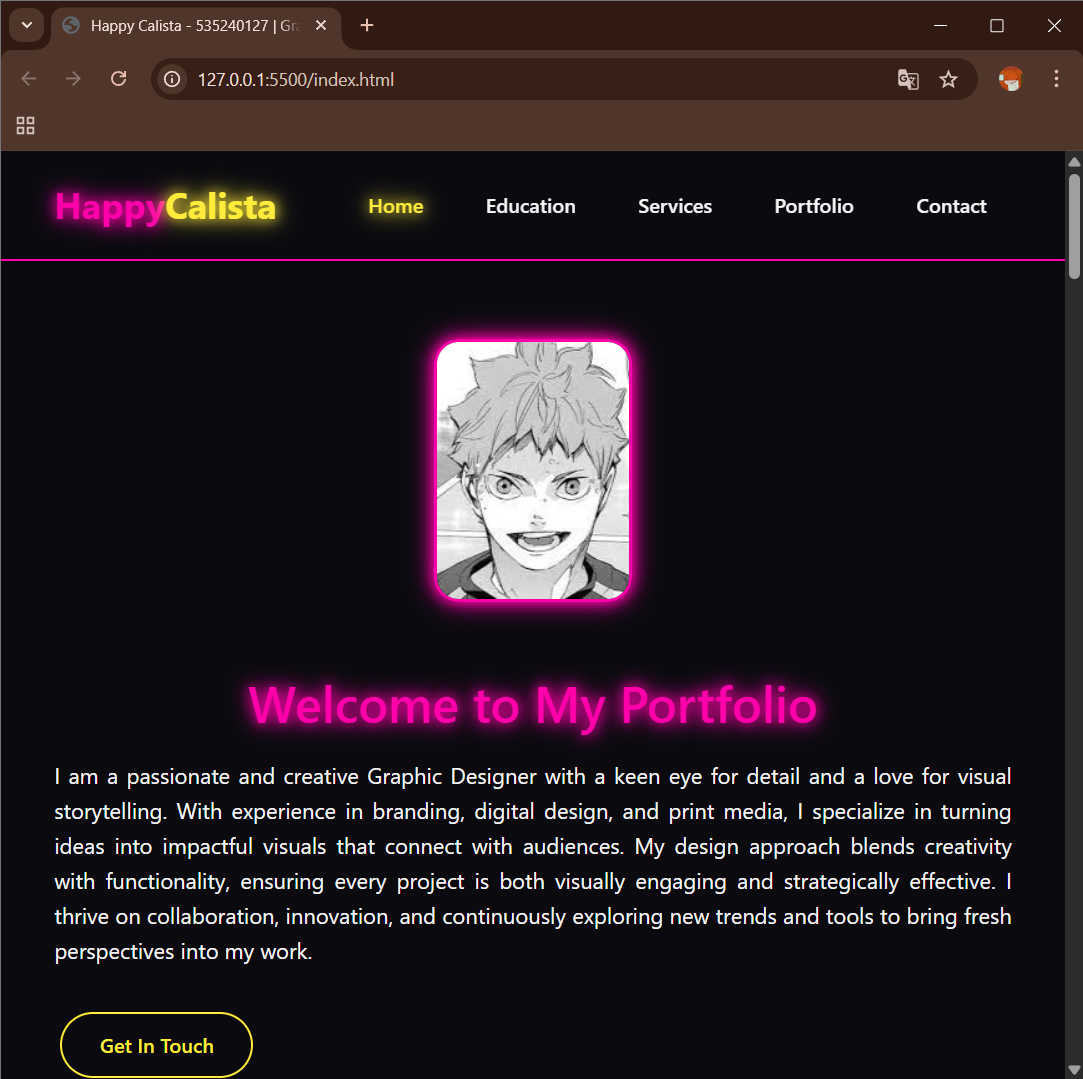 Happy Calista - 535240127 | Gra
127.0.0.1:5500/index.html
HappyCalista
Home
Education
Services
Portfolio
Contact
Welcome to My Portfolio
I am a passionate and creative Graphic Designer with a keen eye for detail and a love for visual
storytelling. With experience in branding, digital design, and print media, I specialize in turning
ideas into impactful visuals that connect with audiences. My design approach blends creativity
with functionality, ensuring every project is both visually engaging and strategically effective. I
thrive on collaboration, innovation, and continuously exploring new trends and tools to bring fresh
perspectives into my work.
Get In Touch